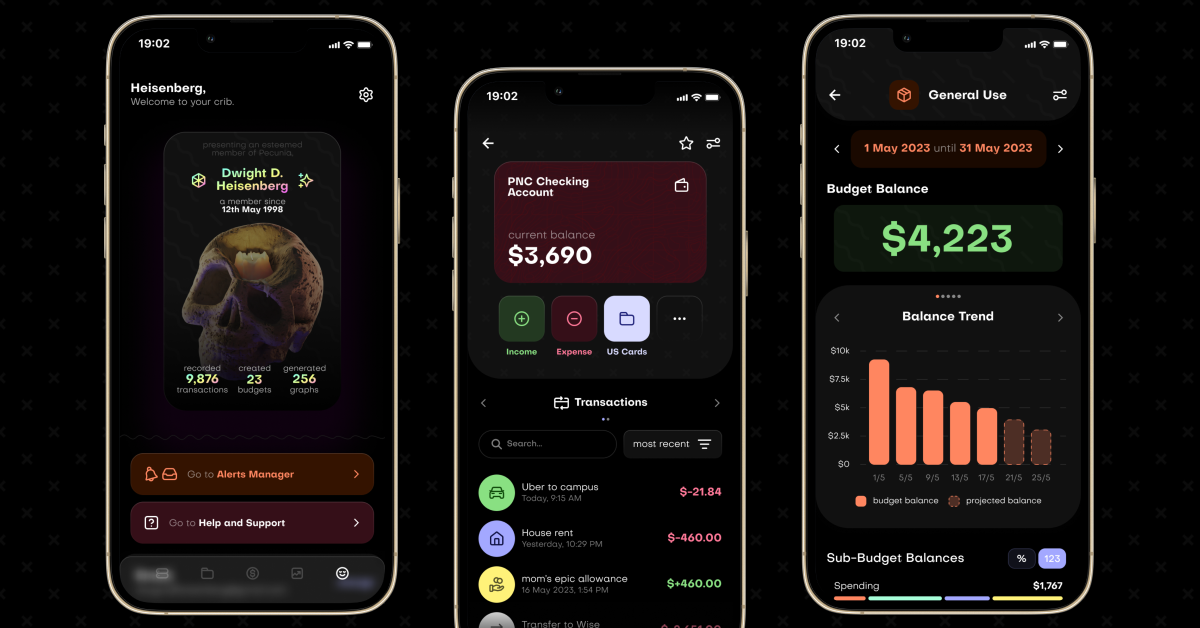 19:02
Heisenberg,
Welcome to your crib.
presenting an esteemed
member of Pecunia,
Dwight D.
Heisenberg
a member since
12th May 1998
recorded created generated
9,876 23 256
transactions budgets graphs
Go to Alerts Manager
Go to Help and Support
19:02
PNC Checking
Account
current balance
$3,690
Income Expense US Cards
Transactions
Search...
most recent
Uber to campus
Today, 9:15 AM
$-21.84
House rent
Yesterday, 10:29 PM
$-460.00
mom's epic allowance
16 May 2023, 1:54 PM
$+460.00
Transfer to Wise
19:02
General Use
1 May 2023 until 31 May 2023
Budget Balance
$4,223
Balance Trend
$10k
$7.5k
$5k
$2.5k
$0
1/5 5/5 9/5 13/5 17/5 21/5 25/5
budget balance projected balance
Sub-Budget Balances % 123
Spending $1,767